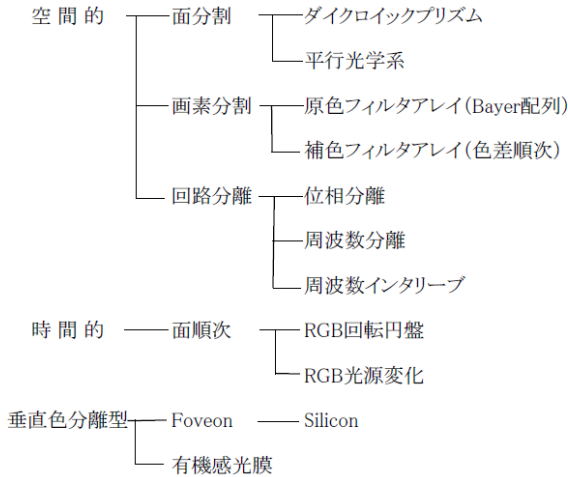 空間的 面分割 ダイクロイックプリズム
平行光学系
画素分割 原色フィルタアレイ(Bayer配列)
補色フィルタアレイ(色差順次)
回路分離 位相分離
周波数分離
周波数インタリーブ
時間的 面順次 RGB回転円盤
RGB光源変化
垂直色分離型 Foveon Silicon
有機感光膜